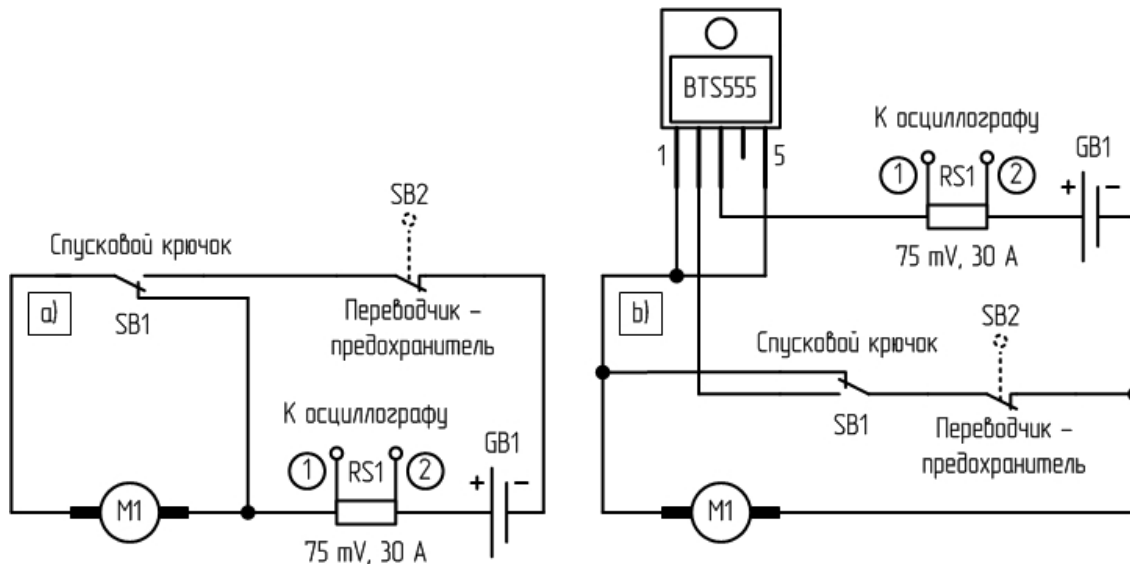 BTS555
1
5
К осциллографу
1
RS1
2
GB1
+
−
75 mV, 30 A
SB2
Спусковой крючок
a)
SB1
Переводчик –
предохранитель
К осциллографу
1
RS1
2
GB1
+
−
M1
75 mV, 30 A
b)
SB2
Спусковой крючок
SB1
Переводчик –
предохранитель
M1